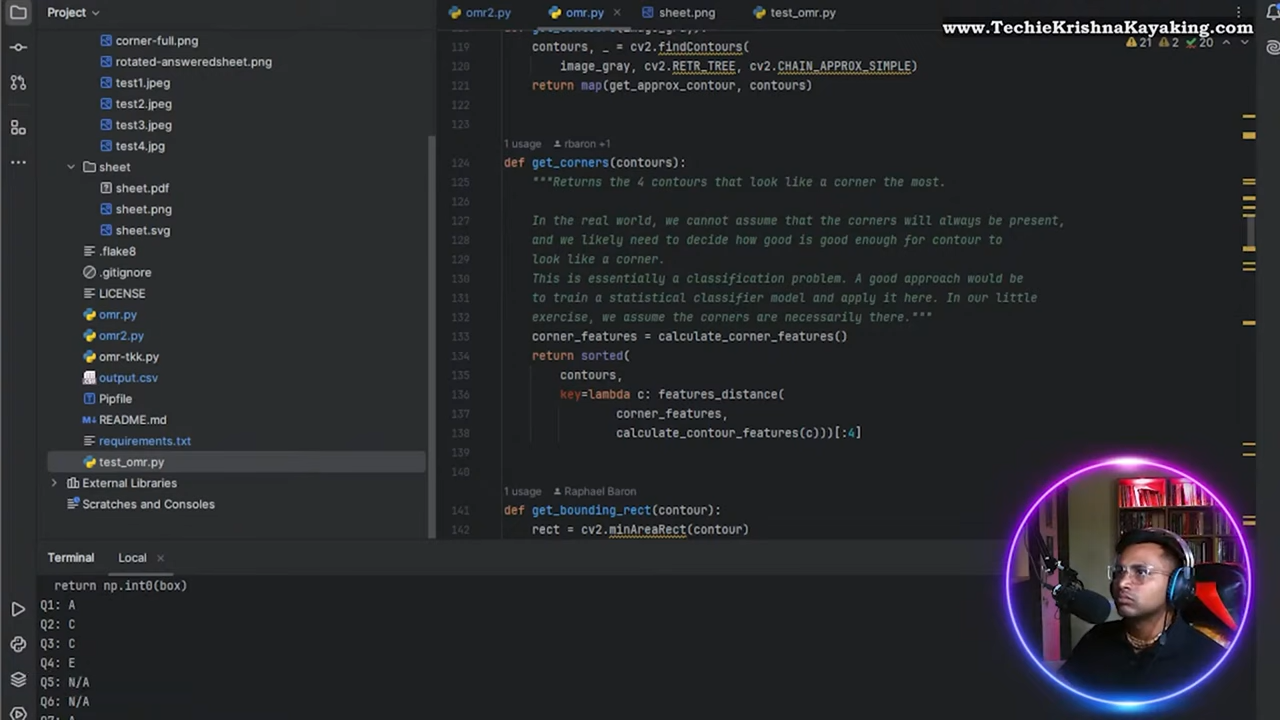 Project
omr2.py
omr.py
sheet.png
test_omr.py
www.TechieKrishnaKayaking.com
21 2 20
corner-full.png
rotated-answeredsheet.png
test1.jpeg
test2.jpeg
test3.jpeg
test4.jpg
sheet
sheet.pdf
sheet.png
sheet.svg
.flake8
.gitignore
LICENSE
omr.py
omr2.py
omr-tkk.py
output.csv
Pipfile
README.md
requirements.txt
test_omr.py
External Libraries
Scratches and Consoles
119 contours, _ = cv2.findContours(
120 image_gray, cv2.RETR_TREE, cv2.CHAIN_APPROX_SIMPLE)
121 return map(get_approx_contour, contours)
122
123
1 usage rbaron +1
124 def get_corners(contours):
125 """Returns the 4 contours that look like a corner the most.
126
127 In the real world, we cannot assume that the corners will always be present,
128 and we likely need to decide how good is good enough for contour to
129 look like a corner.
130 This is essentially a classification problem. A good approach would be
131 to train a statistical classifier model and apply it here. In our little
132 exercise, we assume the corners are necessarily there."""
133 corner_features = calculate_corner_features()
134 return sorted(
135 contours,
136 key=lambda c: features_distance(
137 corner_features,
138 calculate_contour_features(c)))[:4]
139
140
1 usage Raphael Baron
141 def get_bounding_rect(contour):
142 rect = cv2.minAreaRect(contour)
Terminal Local
return np.int0(box)
Q1: A
Q2: C
Q3: C
Q4: E
Q5: N/A
Q6: N/A